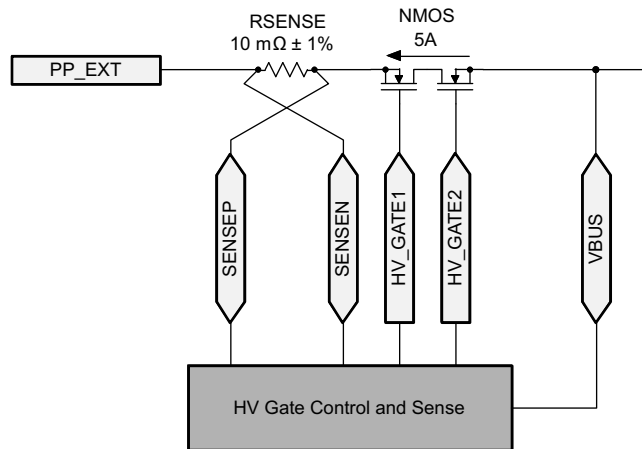 RSENSE
10 mΩ ± 1%
NMOS
5A
PP_EXT
SENSEP
SENSEN
HV_GATE1
HV_GATE2
VBUS
HV Gate Control and Sense